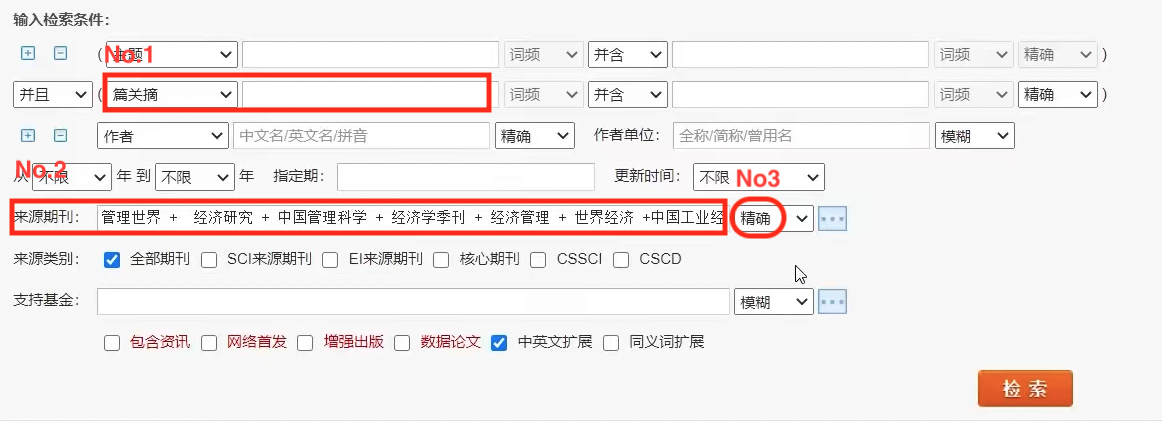 输入检索条件：
No.1
( 主题 词频 并含 词频 精确 )
并且 ( 篇关摘 词频 并含 词频 精确 )
作者 中文名/英文名/拼音 精确 作者单位： 全称/简称/曾用名 模糊
No.2
从 不限 年 到 不限 年 指定期： 更新时间： 不限
No3
来源期刊： 管理世界 + 经济研究 + 中国管理科学 + 经济学季刊 + 经济管理 + 世界经济 +中国工业经 精确
来源类别： 全部期刊 SCI来源期刊 EI来源期刊 核心期刊 CSSCI CSCD
支持基金： 模糊
包含资讯 网络首发 增强出版 数据论文 中英文扩展 同义词扩展
检 索